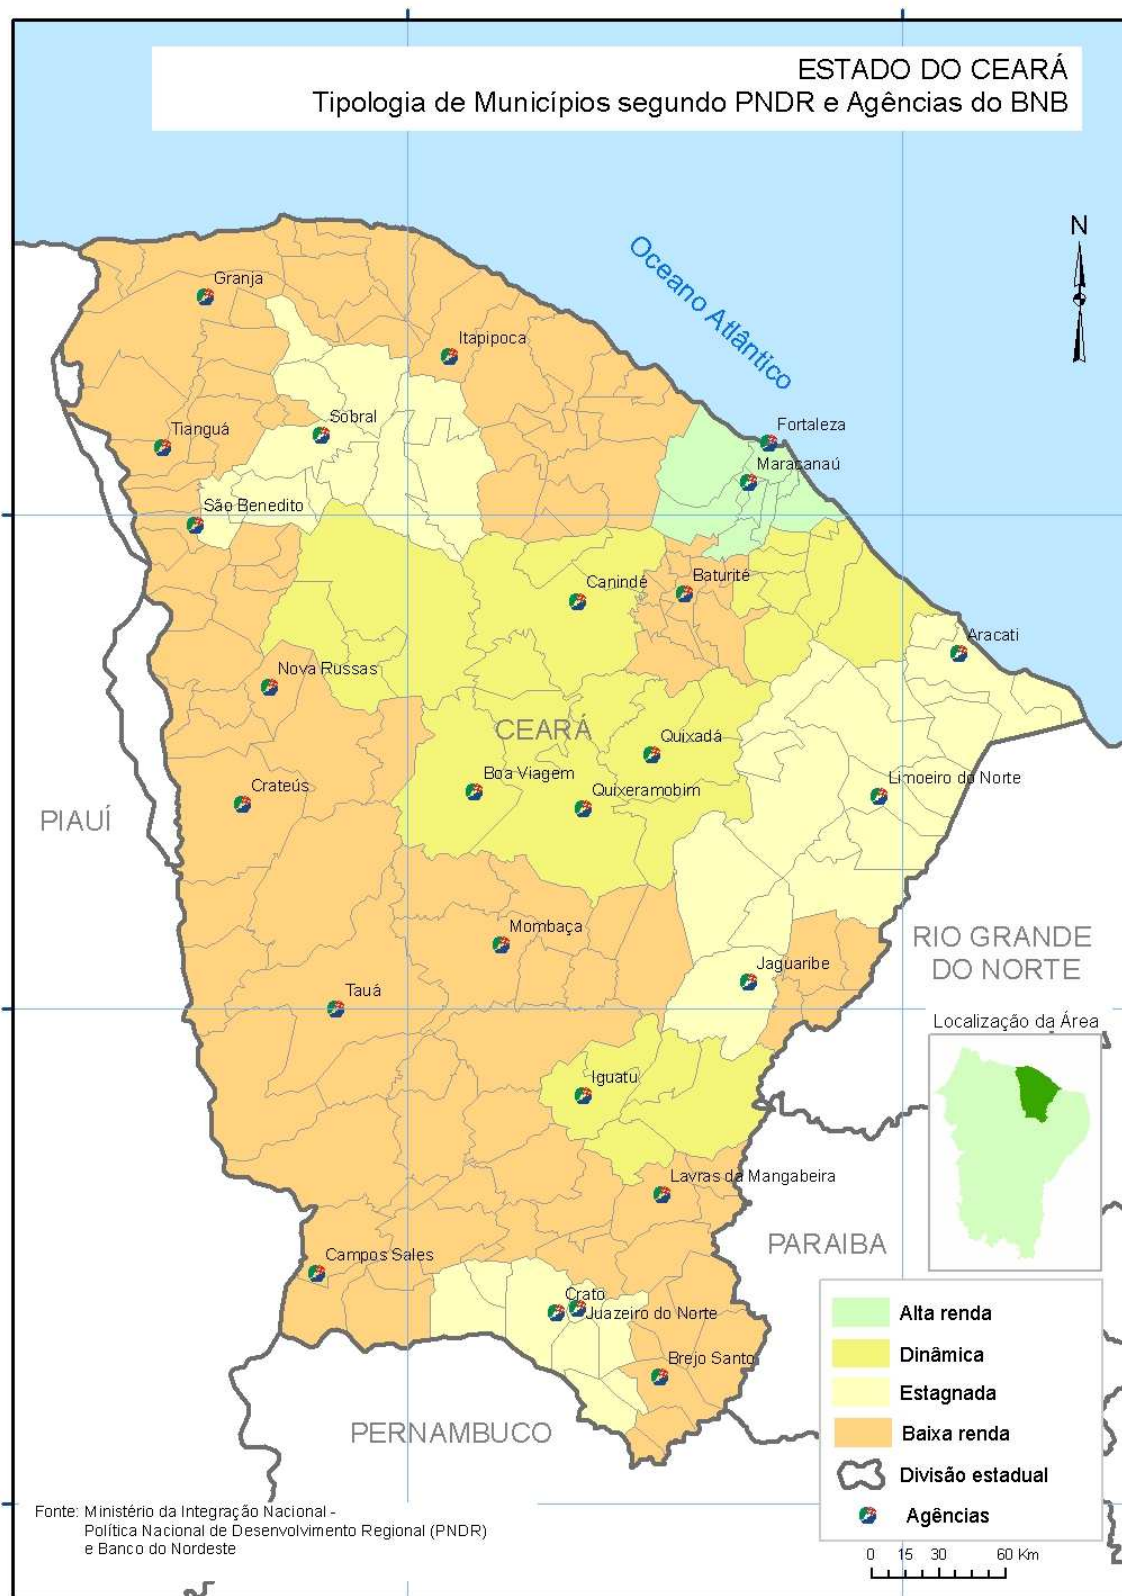 ESTADO DO CEARÁ
Tipologia de Municípios segundo PNDR e Agências do BNB
N
Oceano Atlântico
Granja
Itapipoca
Sobral
Tianguá
Fortaleza
Maracanaú
São Benedito
Canindé
Baturité
Aracati
Nova Russas
CEARÁ
Quixadá
Boa Viagem
Quixeramobim
Limoeiro do Norte
Crateús
PIAUÍ
Mombaça
RIO GRANDE
DO NORTE
Jaguaribe
Tauá
Localização da Área
Iguatu
Lavras da Mangabeira
PARAIBA
Campos Sales
Crato
Juazeiro do Norte
Brejo Santo
PERNAMBUCO
Alta renda
Dinâmica
Estagnada
Baixa renda
Divisão estadual
Agências
0 15 30 60 Km
Fonte: Ministério da Integração Nacional -
Política Nacional de Desenvolvimento Regional (PNDR)
e Banco do Nordeste